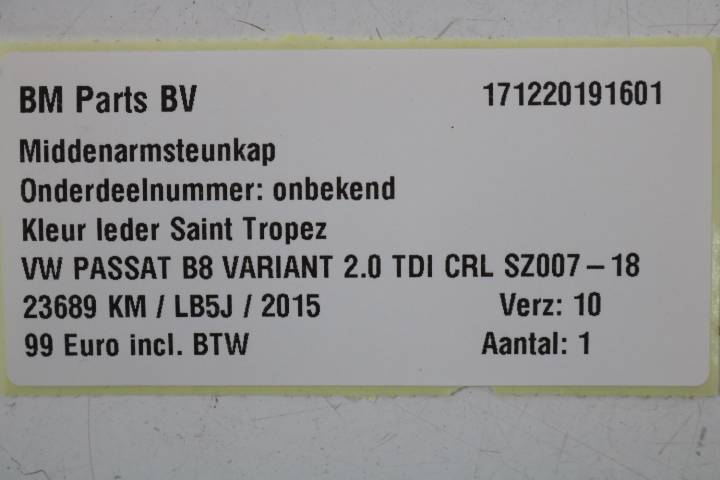 BM Parts BV 171220191601
Middenarmsteunkap
Onderdeelnummer: onbekend
Kleur leder Saint Tropez
VW PASSAT B8 VARIANT 2.0 TDI CRL SZ007-18
23689 KM / LB5J / 2015 Verz: 10
99 Euro incl. BTW Aantal: 1